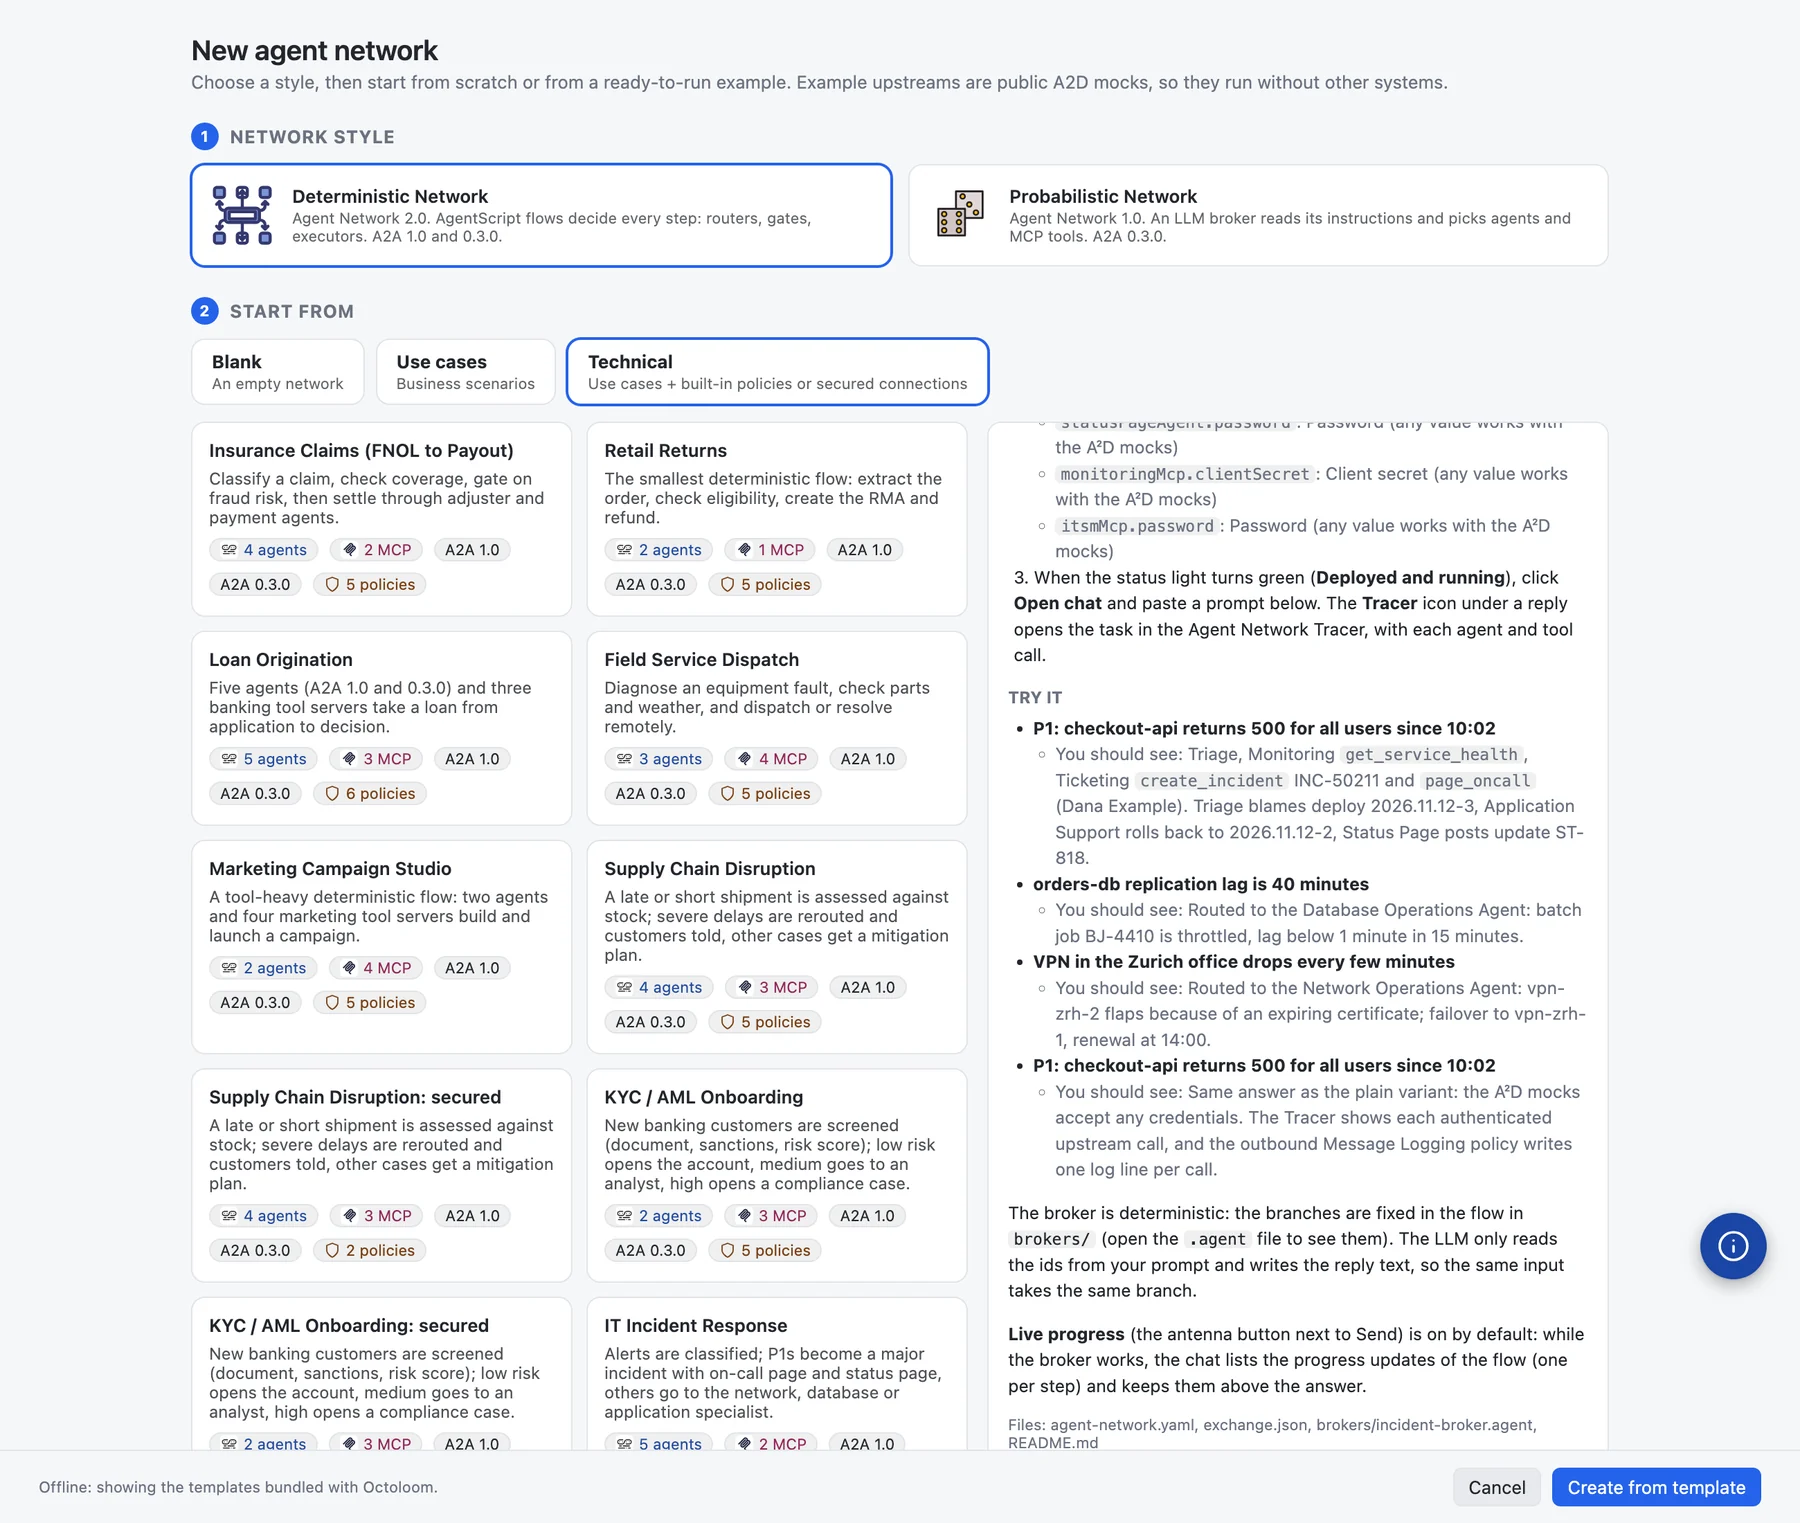 New agent network
Choose a style, then start from scratch or from a ready-to-run example. Example upstreams are public A2D mocks, so they run without other systems.
1 NETWORK STYLE
Deterministic Network
Agent Network 2.0. AgentScript flows decide every step: routers, gates,
executors. A2A 1.0 and 0.3.0.
Probabilistic Network
Agent Network 1.0. An LLM broker reads its instructions and picks agents and
MCP tools. A2A 0.3.0.
2 START FROM
Blank
An empty network
Use cases
Business scenarios
Technical
Use cases + built-in policies or secured connections
Insurance Claims (FNOL to Payout)
Classify a claim, check coverage, gate on
fraud risk, then settle through adjuster and
payment agents.
4 agents 2 MCP A2A 1.0
A2A 0.3.0 5 policies
Retail Returns
The smallest deterministic flow: extract the
order, check eligibility, create the RMA and
refund.
2 agents 1 MCP A2A 1.0
A2A 0.3.0 5 policies
Loan Origination
Five agents (A2A 1.0 and 0.3.0) and three
banking tool servers take a loan from
application to decision.
5 agents 3 MCP A2A 1.0
A2A 0.3.0 6 policies
Field Service Dispatch
Diagnose an equipment fault, check parts
and weather, and dispatch or resolve
remotely.
3 agents 4 MCP A2A 1.0
A2A 0.3.0 5 policies
Marketing Campaign Studio
A tool-heavy deterministic flow: two agents
and four marketing tool servers build and
launch a campaign.
2 agents 4 MCP A2A 1.0
A2A 0.3.0 5 policies
Supply Chain Disruption
A late or short shipment is assessed against
stock; severe delays are rerouted and
customers told, other cases get a mitigation
plan.
4 agents 3 MCP A2A 1.0
A2A 0.3.0 5 policies
Supply Chain Disruption: secured
A late or short shipment is assessed against
stock; severe delays are rerouted and
customers told, other cases get a mitigation
plan.
4 agents 3 MCP A2A 1.0
A2A 0.3.0 2 policies
KYC / AML Onboarding
New banking customers are screened
(document, sanctions, risk score); low risk
opens the account, medium goes to an
analyst, high opens a compliance case.
2 agents 3 MCP A2A 1.0
A2A 0.3.0 5 policies
KYC / AML Onboarding: secured
New banking customers are screened
(document, sanctions, risk score); low risk
opens the account, medium goes to an
analyst, high opens a compliance case.
2 agents 3 MCP A2A 1.0
IT Incident Response
Alerts are classified; P1s become a major
incident with on-call page and status page,
others go to the network, database or
application specialist.
5 agents 2 MCP A2A 1.0
statusPageAgent.password : Password (any value works with
the A²D mocks)
monitoringMcp.clientSecret : Client secret (any value works
with the A²D mocks)
itsmMcp.password : Password (any value works with the A²D
mocks)
3. When the status light turns green (Deployed and running), click
Open chat and paste a prompt below. The Tracer icon under a reply
opens the task in the Agent Network Tracer, with each agent and tool
call.
TRY IT
• P1: checkout-api returns 500 for all users since 10:02
You should see: Triage, Monitoring get_service_health ,
Ticketing create_incident INC-50211 and page_oncall
(Dana Example). Triage blames deploy 2026.11.12-3, Application
Support rolls back to 2026.11.12-2, Status Page posts update ST-
818.
• orders-db replication lag is 40 minutes
You should see: Routed to the Database Operations Agent: batch
job BJ-4410 is throttled, lag below 1 minute in 15 minutes.
• VPN in the Zurich office drops every few minutes
You should see: Routed to the Network Operations Agent: vpn-
zrh-2 flaps because of an expiring certificate; failover to vpn-zrh-
1, renewal at 14:00.
• P1: checkout-api returns 500 for all users since 10:02
You should see: Same answer as the plain variant: the A²D mocks
accept any credentials. The Tracer shows each authenticated
upstream call, and the outbound Message Logging policy writes
one log line per call.
The broker is deterministic: the branches are fixed in the flow in
brokers/ (open the .agent file to see them). The LLM only reads
the ids from your prompt and writes the reply text, so the same input
takes the same branch.
Live progress (the antenna button next to Send) is on by default: while
the broker works, the chat lists the progress updates of the flow (one
per step) and keeps them above the answer.
Files: agent-network.yaml, exchange.json, brokers/incident-broker.agent,
README.md
Offline: showing the templates bundled with Octoloom.
Cancel
Create from template